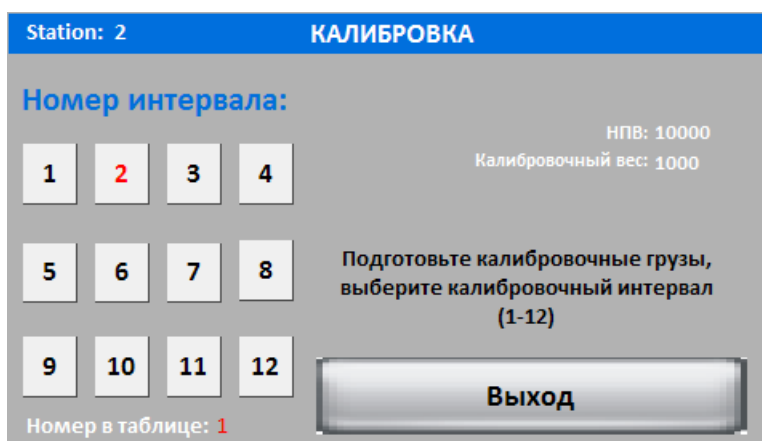 Station: 2 КАЛИБРОВКА
Номер интервала:
НПВ: 10000
Калибровочный вес: 1000
1 2 3 4
Подготовьте калибровочные грузы,
выберите калибровочный интервал
(1-12)
5 6 7 8
9 10 11 12
Выход
Номер в таблице: 1